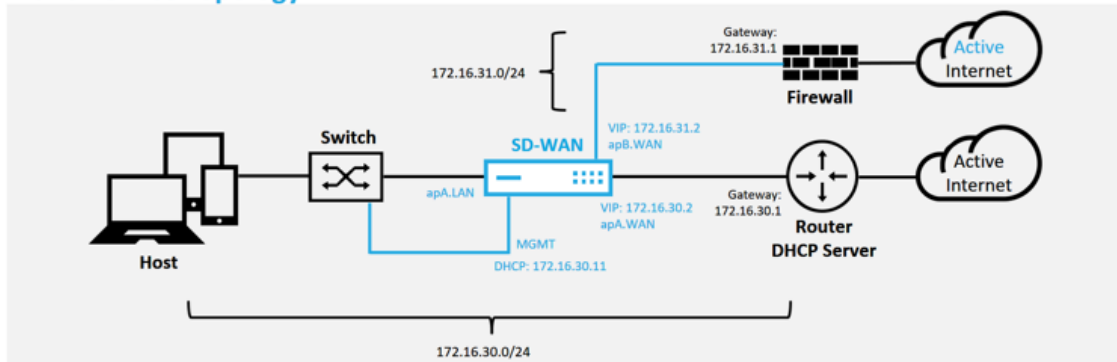 172.16.31.0/24
Gateway:
172.16.31.1
Active
Internet
Firewall
VIP: 172.16.31.2
apB.WAN
Switch
SD-WAN
apA.LAN
VIP: 172.16.30.2
apA.WAN
Gateway:
172.16.30.1
Active
Internet
Router
DHCP Server
MGMT
DHCP: 172.16.30.11
Host
172.16.30.0/24